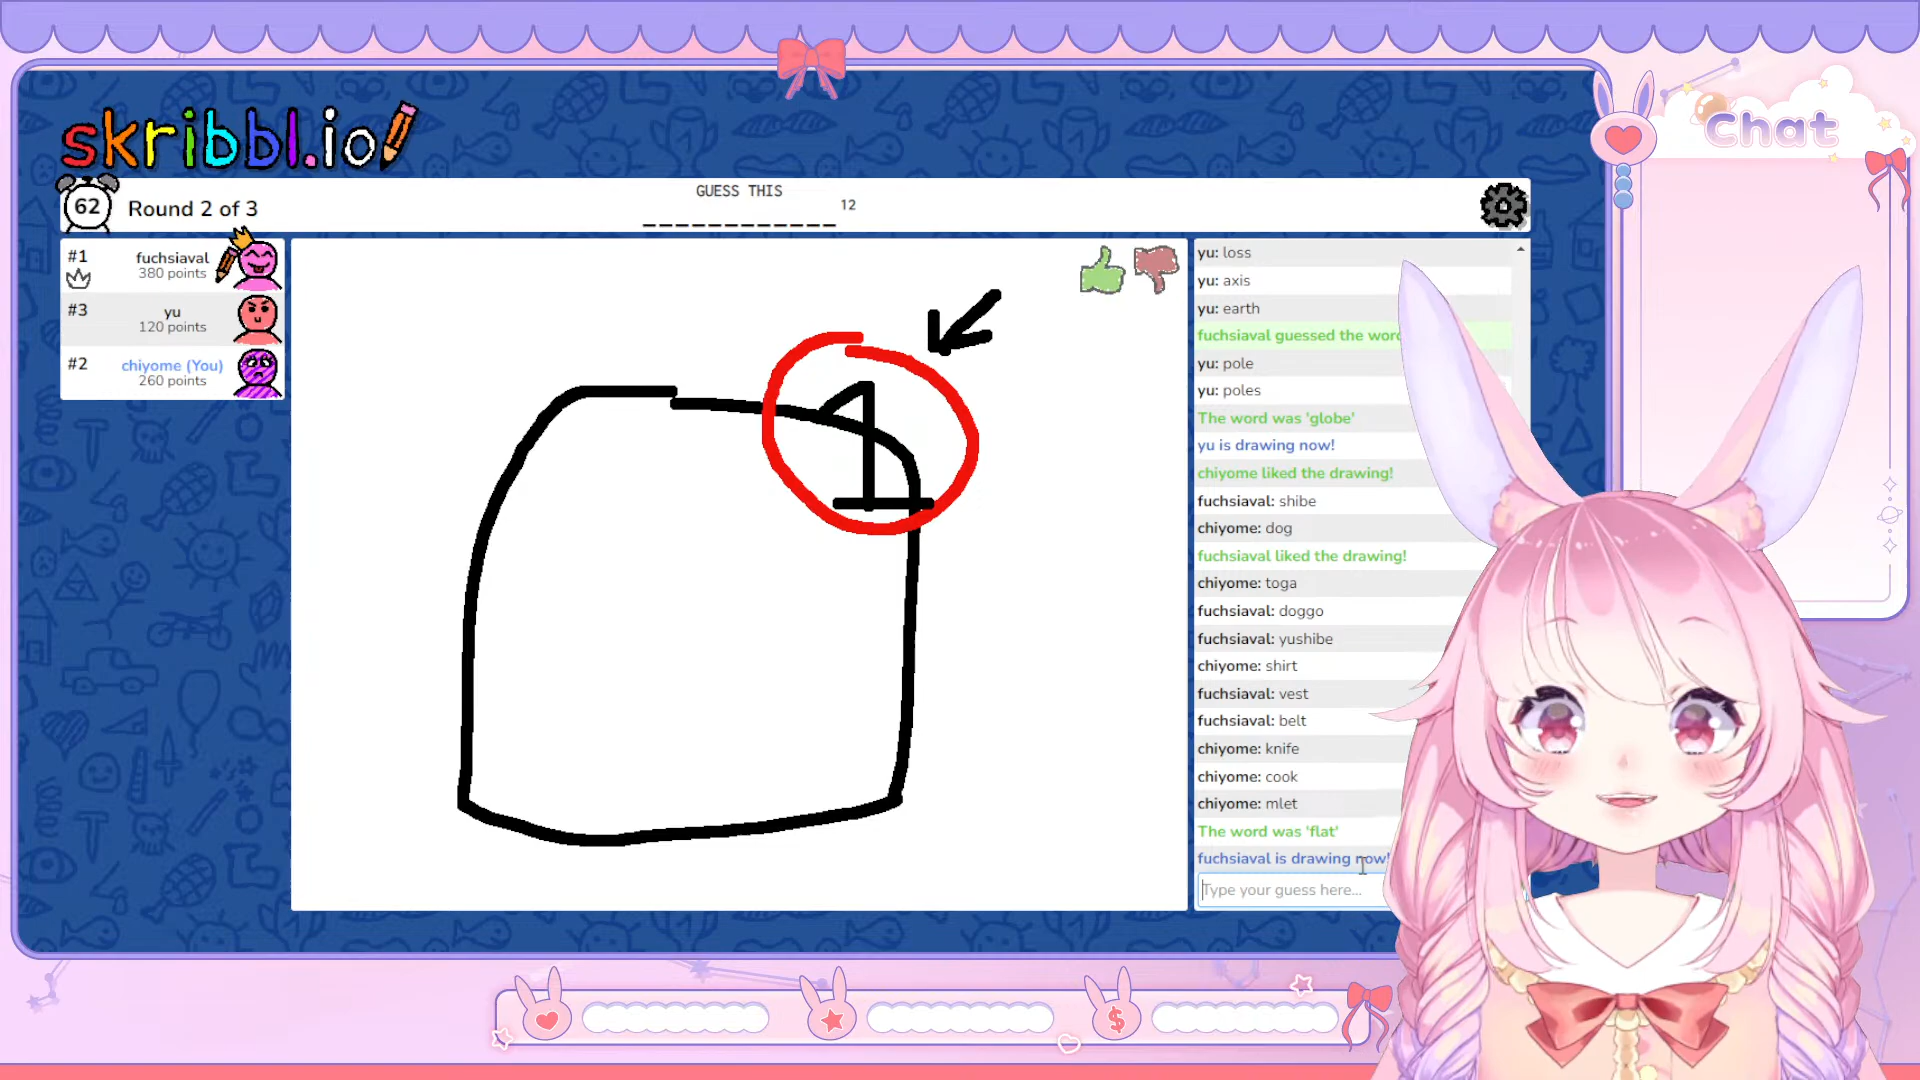 skribbl.io
Chat
62
Round 2 of 3
GUESS THIS
____________ 12
#1
fuchsiaval
380 points
#3
yu
120 points
#2
chiyome (You)
260 points
1
yu: loss
yu: axis
yu: earth
fuchsiaval guessed the word
yu: pole
yu: poles
The word was 'globe'
yu is drawing now!
chiyome liked the drawing!
fuchsiaval: shibe
chiyome: dog
fuchsiaval liked the drawing!
chiyome: toga
fuchsiaval: doggo
fuchsiaval: yushibe
chiyome: shirt
fuchsiaval: vest
fuchsiaval: belt
chiyome: knife
chiyome: cook
chiyome: mlet
The word was 'flat'
fuchsiaval is drawing now!
Type your guess here...
$